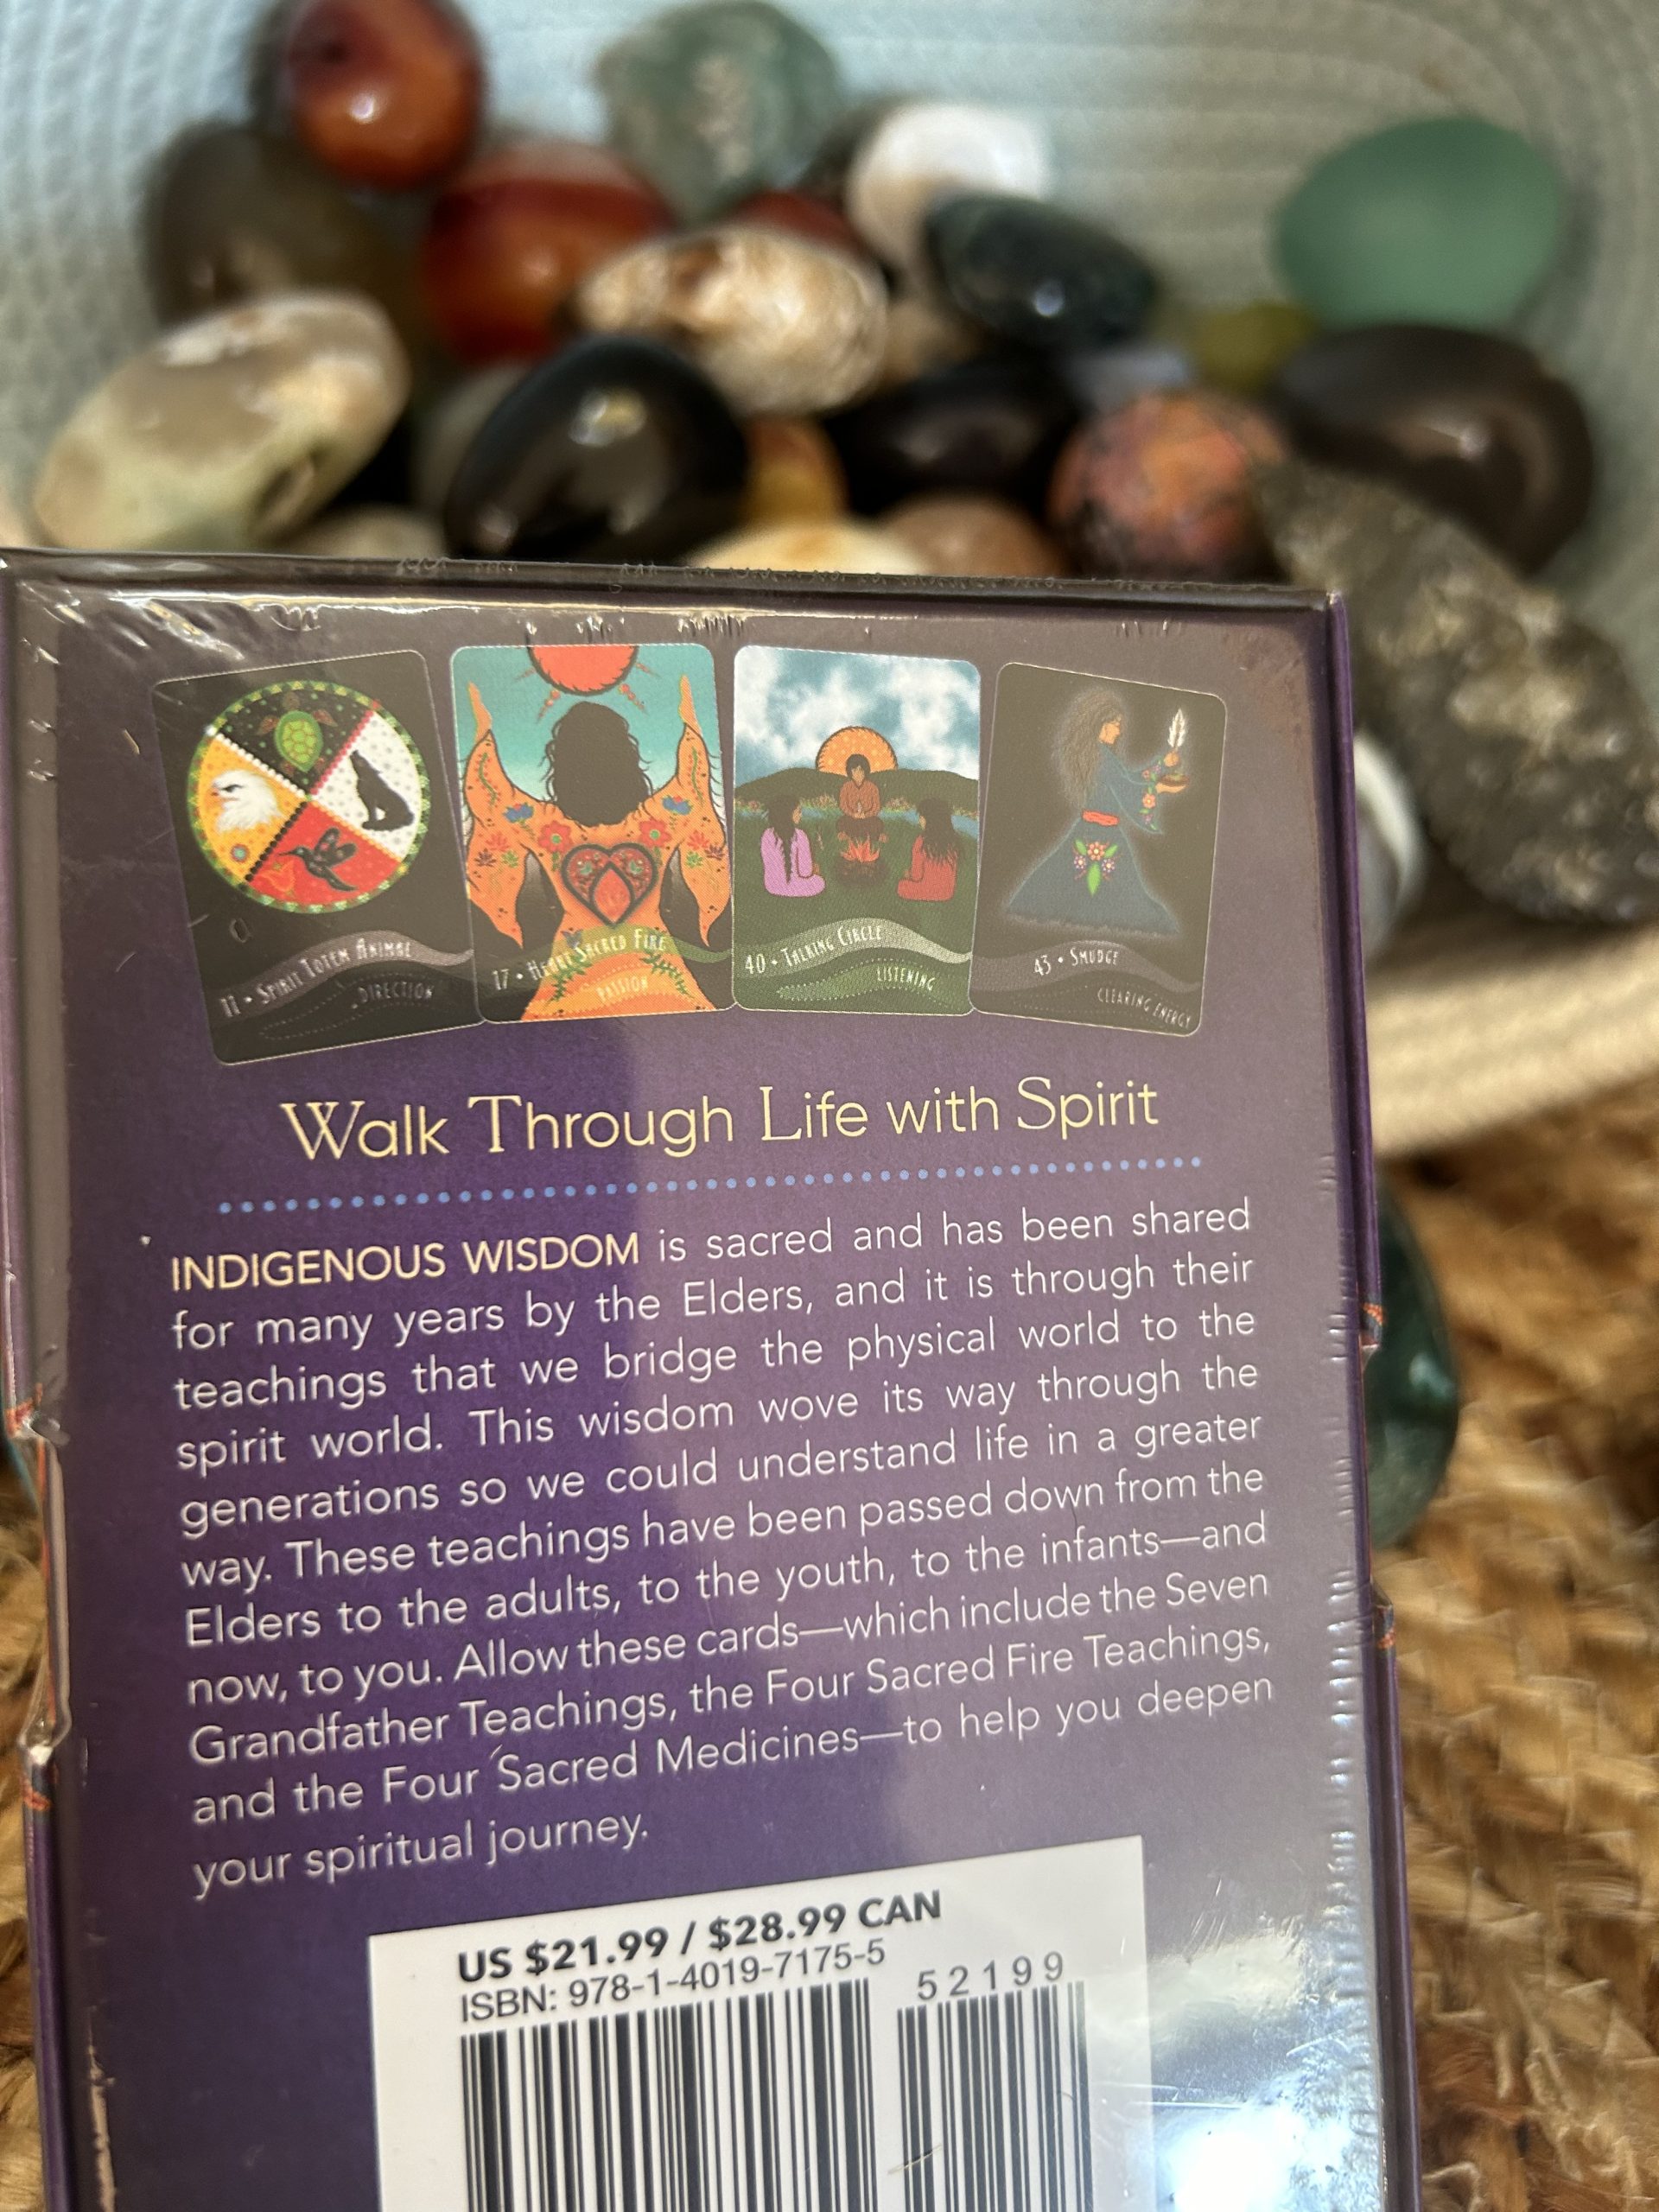 11 • Spirit Totem Animal
Direction
17 • Heart Sacred Fire
Passion
40 • Talking Circle
Listening
43 • Smudge
Clearing Energy
Walk Through Life with Spirit
INDIGENOUS WISDOM is sacred and has been shared
for many years by the Elders, and it is through their
teachings that we bridge the physical world to the
spirit world. This wisdom wove its way through the
generations so we could understand life in a greater
way. These teachings have been passed down from the
Elders to the adults, to the youth, to the infants—and
now, to you. Allow these cards—which include the Seven
Grandfather Teachings, the Four Sacred Fire Teachings,
and the Four Sacred Medicines—to help you deepen
your spiritual journey.
US $21.99 / $28.99 CAN
ISBN: 978-1-4019-7175-5
52199